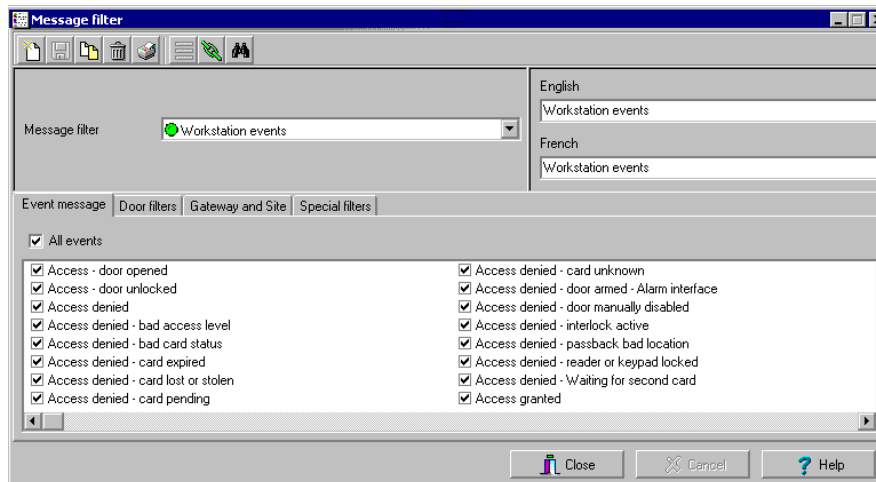 Message filter
English
Workstation events
Message filter
Workstation events
French
Workstation events
Event message Door filters Gateway and Site Special filters
All events
Access - door opened
Access - door unlocked
Access denied
Access denied - bad access level
Access denied - bad card status
Access denied - card expired
Access denied - card lost or stolen
Access denied - card pending
Access denied - card unknown
Access denied - door armed - Alarm interface
Access denied - door manually disabled
Access denied - interlock active
Access denied - passback bad location
Access denied - reader or keypad locked
Access denied - Waiting for second card
Access granted
Close Cancel Help